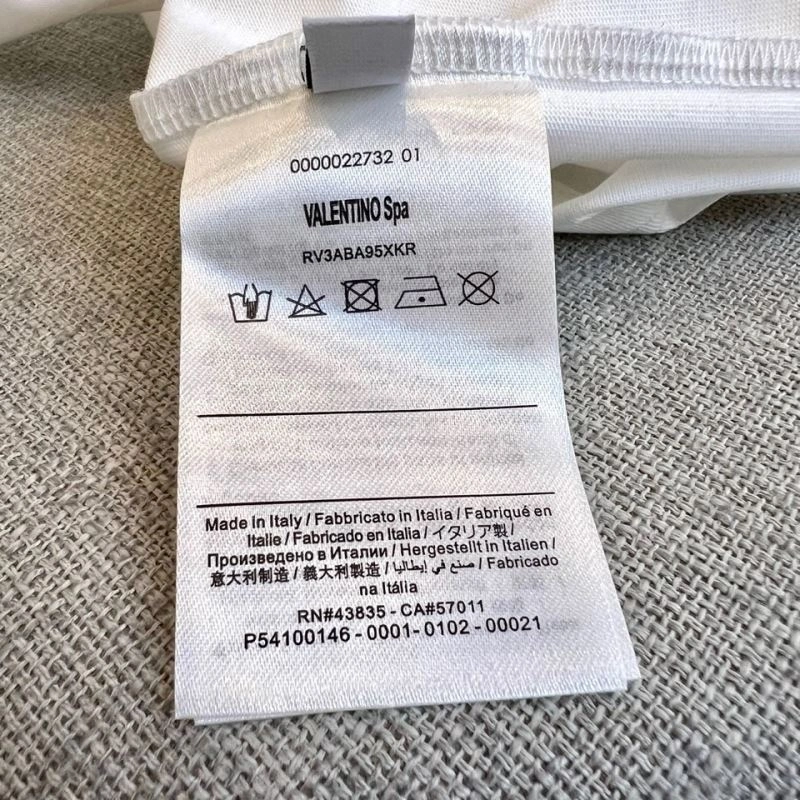 0000022732 01
VALENTINO Spa
RV3ABA95XKR
Made in Italy / Fabbricato in Italia / Fabriqué en
Italie / Fabricado en Italia / イタリア製 /
Произведено в Италии / Hergestellt in Italien /
意大利制造 / 義大利製造 / صنع في إيطاليا / Fabricado
na Itália
RN#43835 - CA#57011
P54100146 - 0001- 0102 - 00021